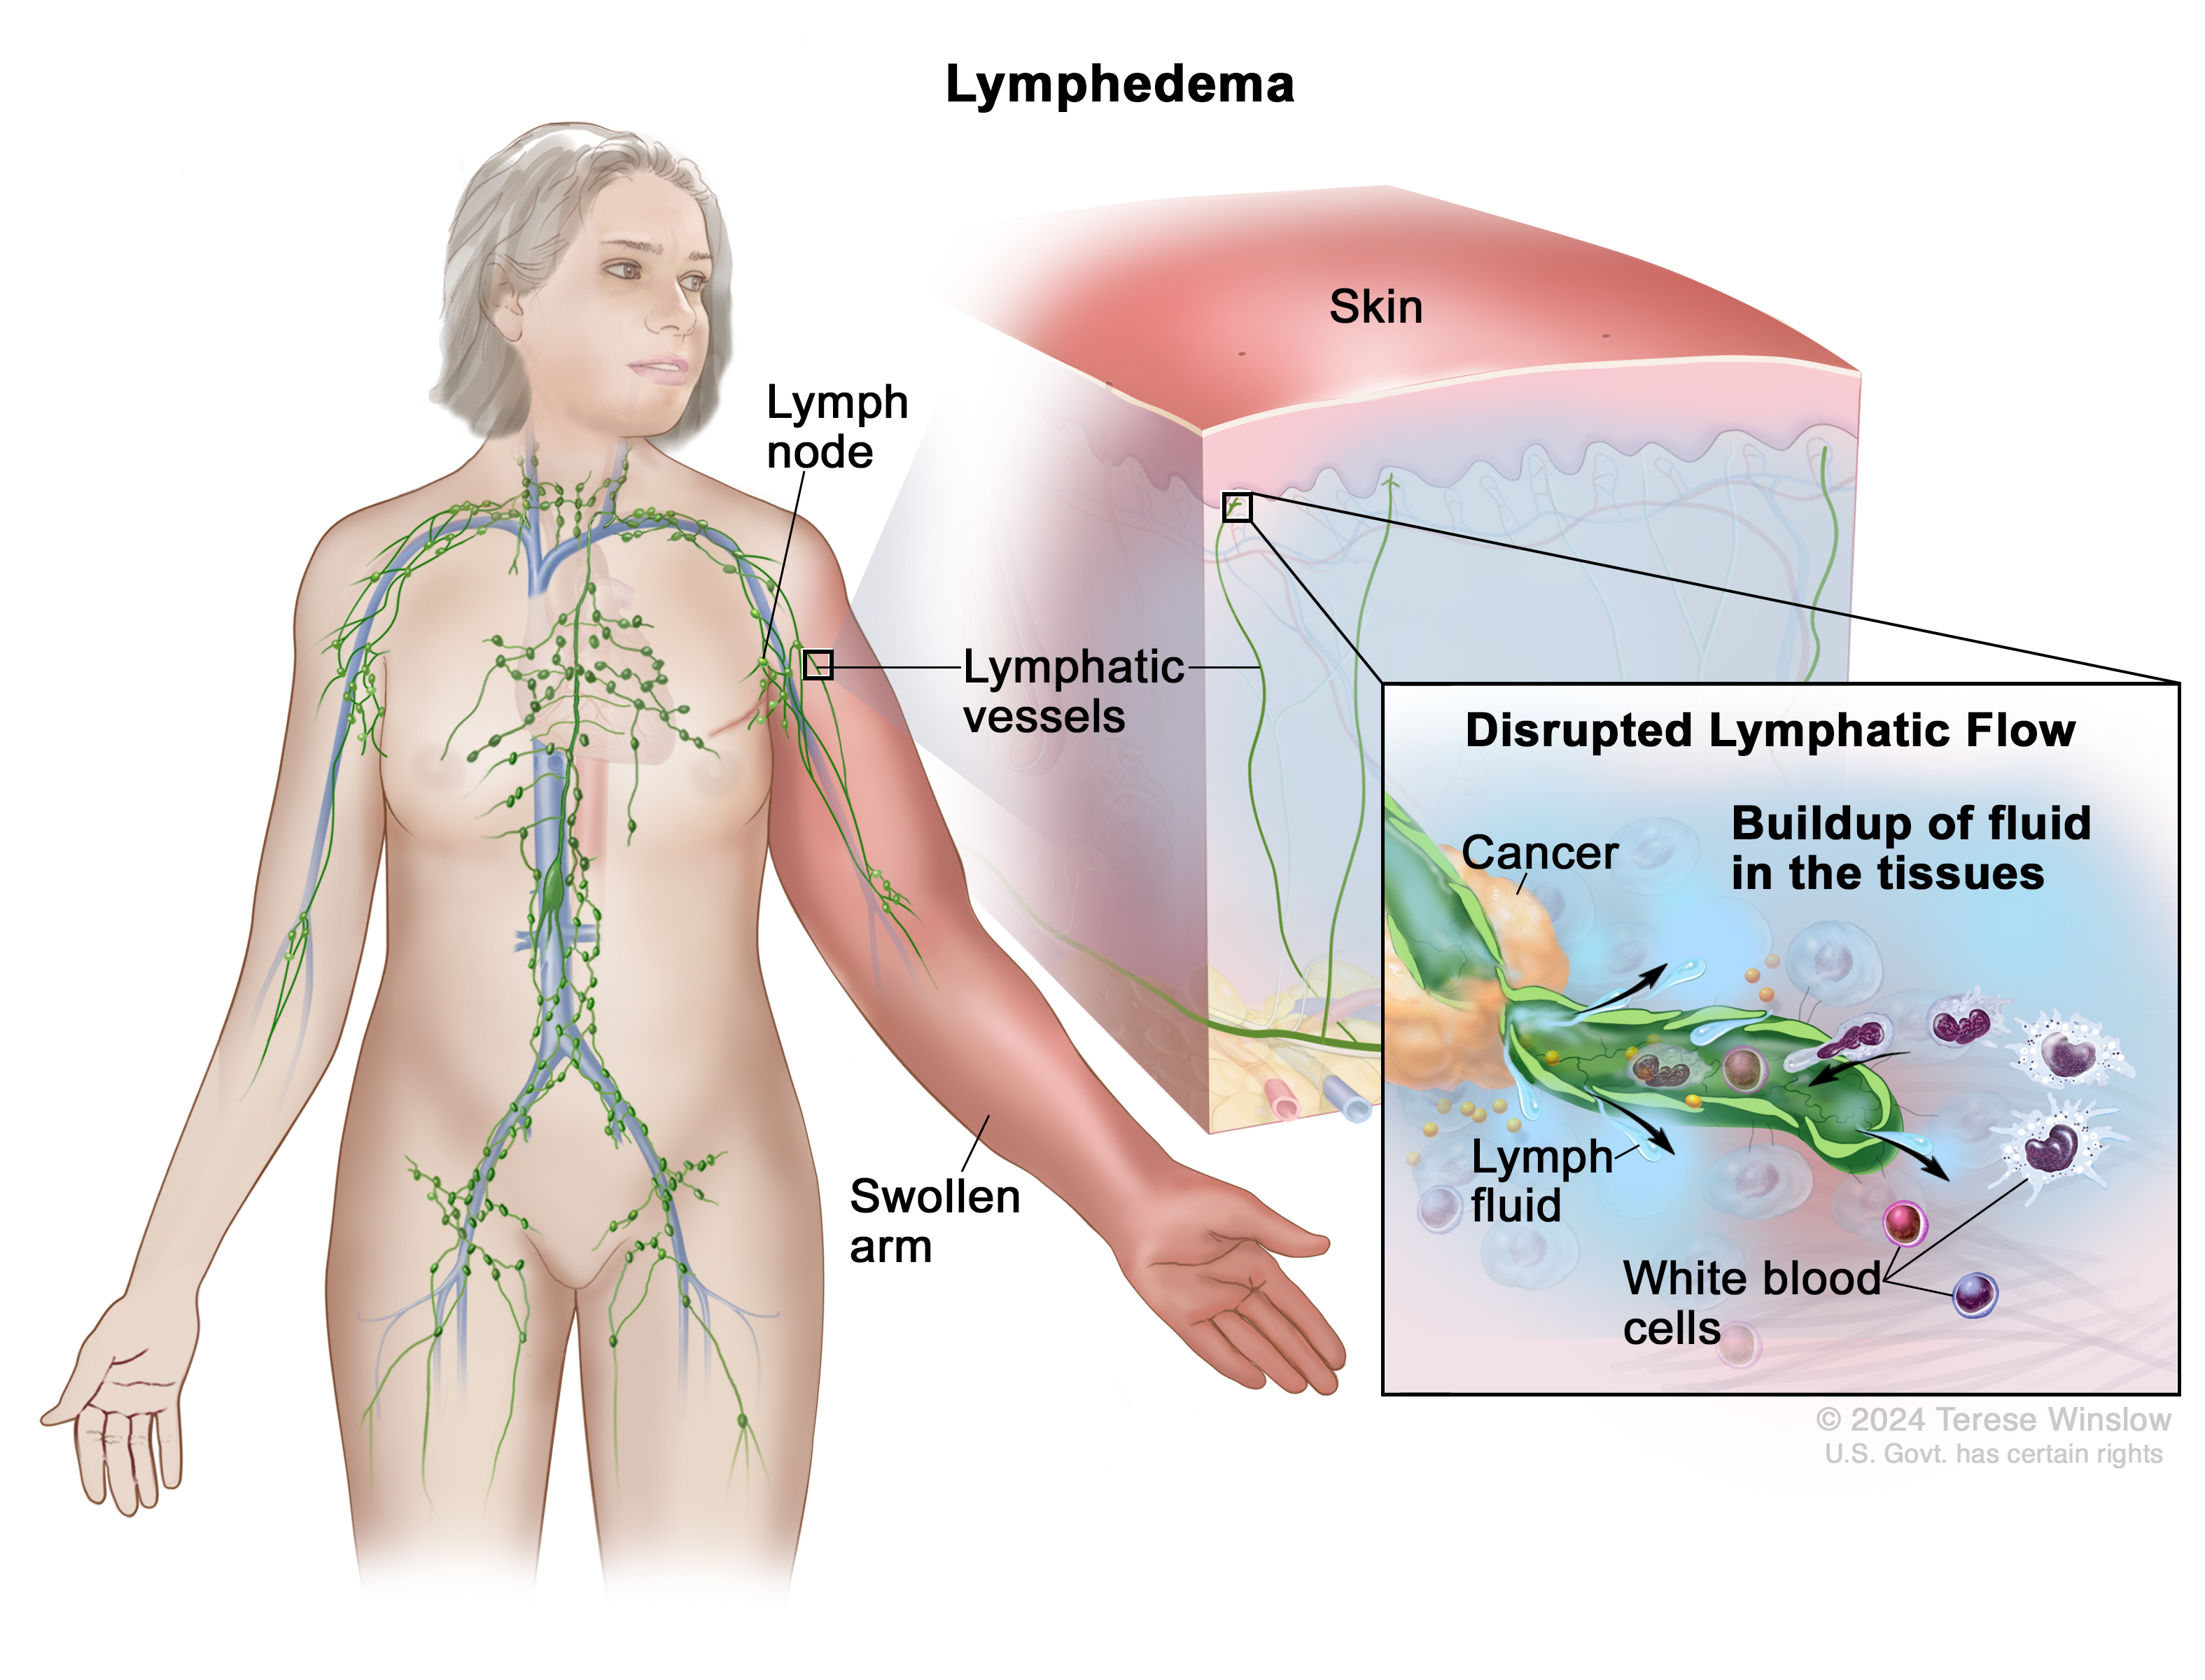 Lymphedema
Skin
Lymph
node
Lymphatic
vessels
Swollen
arm
Disrupted Lymphatic Flow
Buildup of fluid
in the tissues
Cancer
Lymph
fluid
White blood
cells
© 2024 Terese Winslow
U.S. Govt. has certain rights